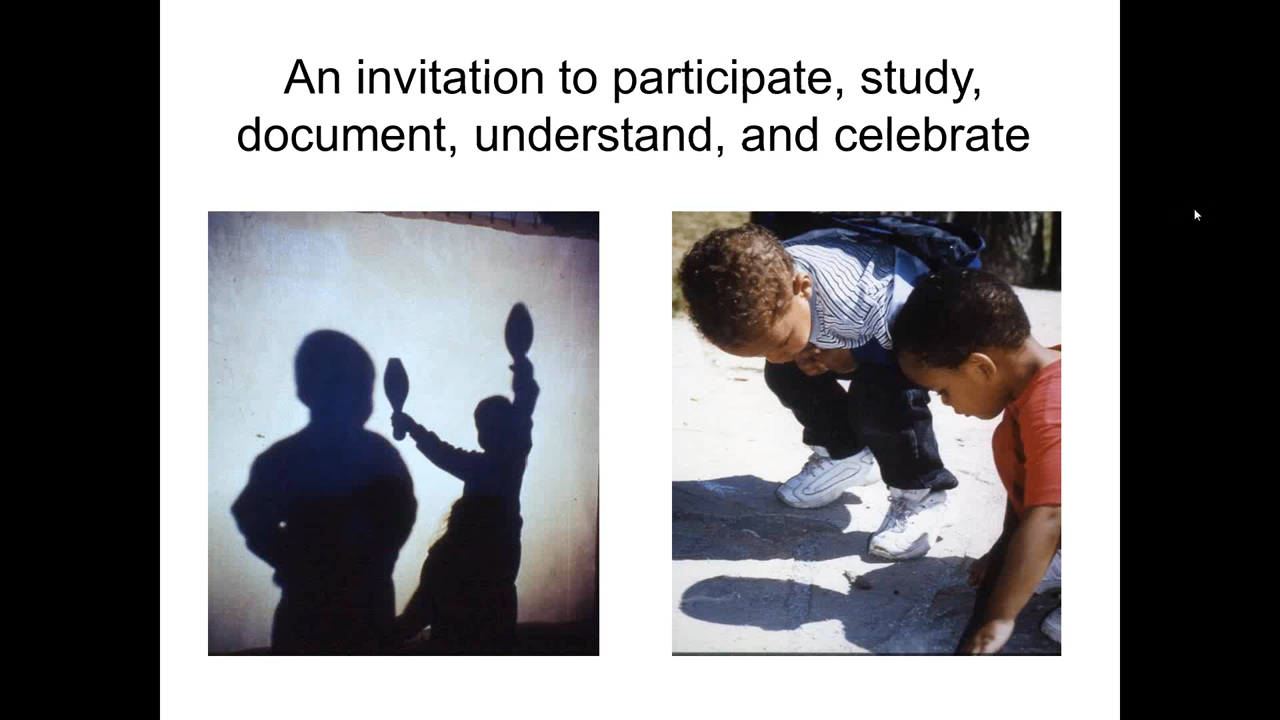 An invitation to participate, study,
document, understand, and celebrate